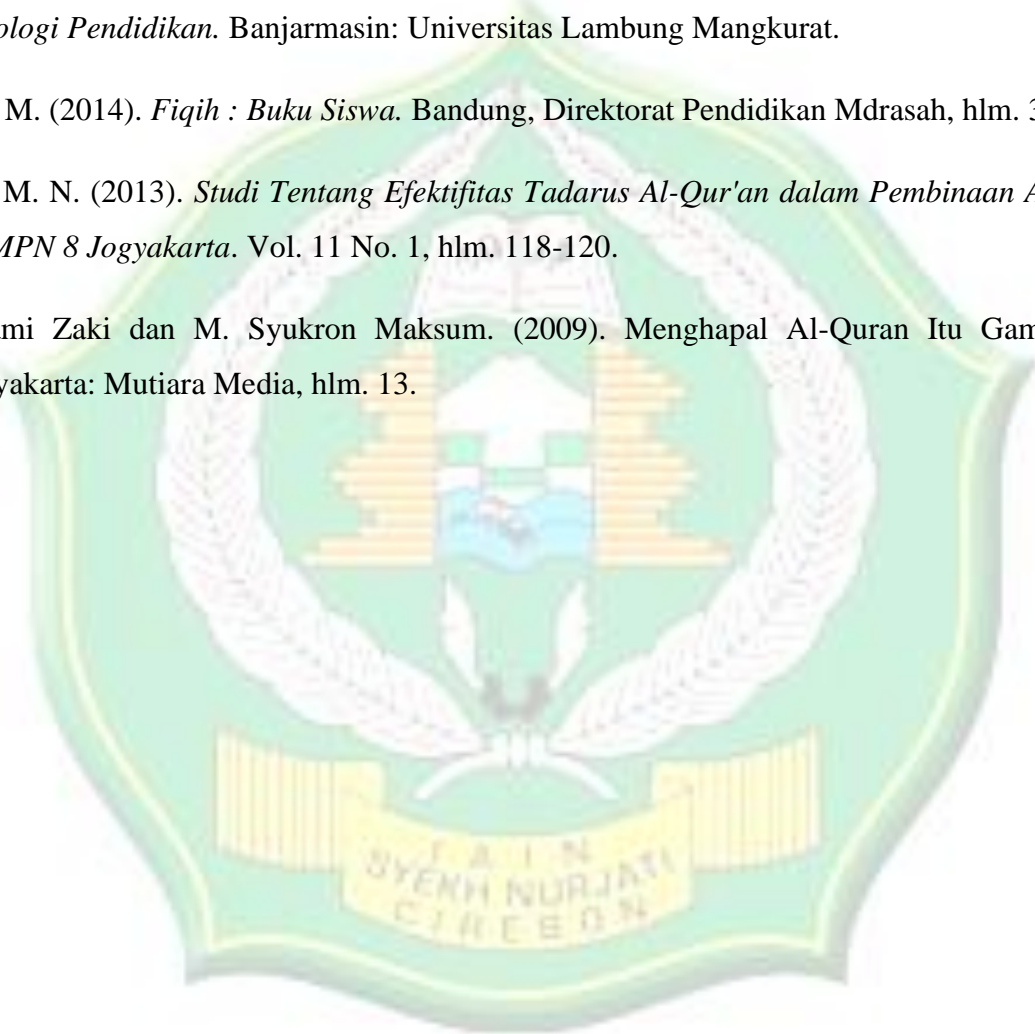 ologi Pendidikan. Banjarmasin: Universitas Lambung Mangkurat.
M. (2014). Fiqih : Buku Siswa. Bandung, Direktorat Pendidikan Mdrasah, hlm. 3
M. N. (2013). Studi Tentang Efektifitas Tadarus Al-Qur'an dalam Pembinaan A
MPN 8 Jogyakarta. Vol. 11 No. 1, hlm. 118-120.
mi Zaki dan M. Syukron Maksum. (2009). Menghapal Al-Quran Itu Gam
yakarta: Mutiara Media, hlm. 13.
IAIN
SYEKH NURJATI
CIREBON